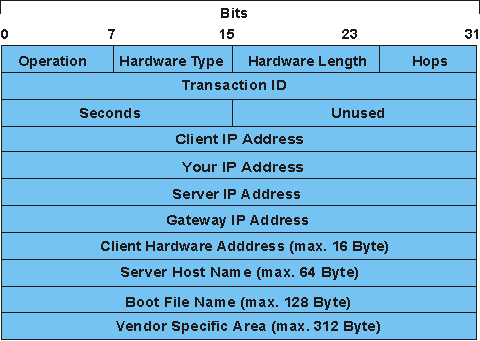 Bits
0 7 15 23 31
Operation Hardware Type Hardware Length Hops
Transaction ID
Seconds Unused
Client IP Address
Your IP Address
Server IP Address
Gateway IP Address
Client Hardware Adddress (max. 16 Byte)
Server Host Name (max. 64 Byte)
Boot File Name (max. 128 Byte)
Vendor Specific Area (max. 312 Byte)